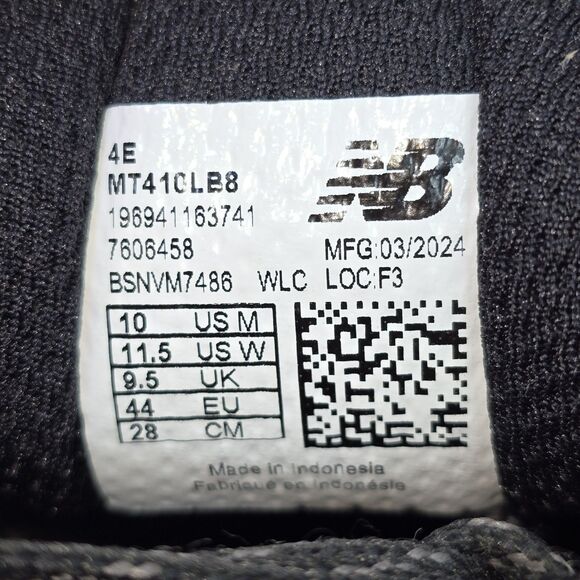 4E
MT410LB8
NB
196941163741
7606458 MFG:03/2024
BSNVM7486 WLC LOC:F3
10 US M
11.5 US W
9.5 UK
44 EU
28 CM
Made in Indonesia
Fabriqué en Indonésie